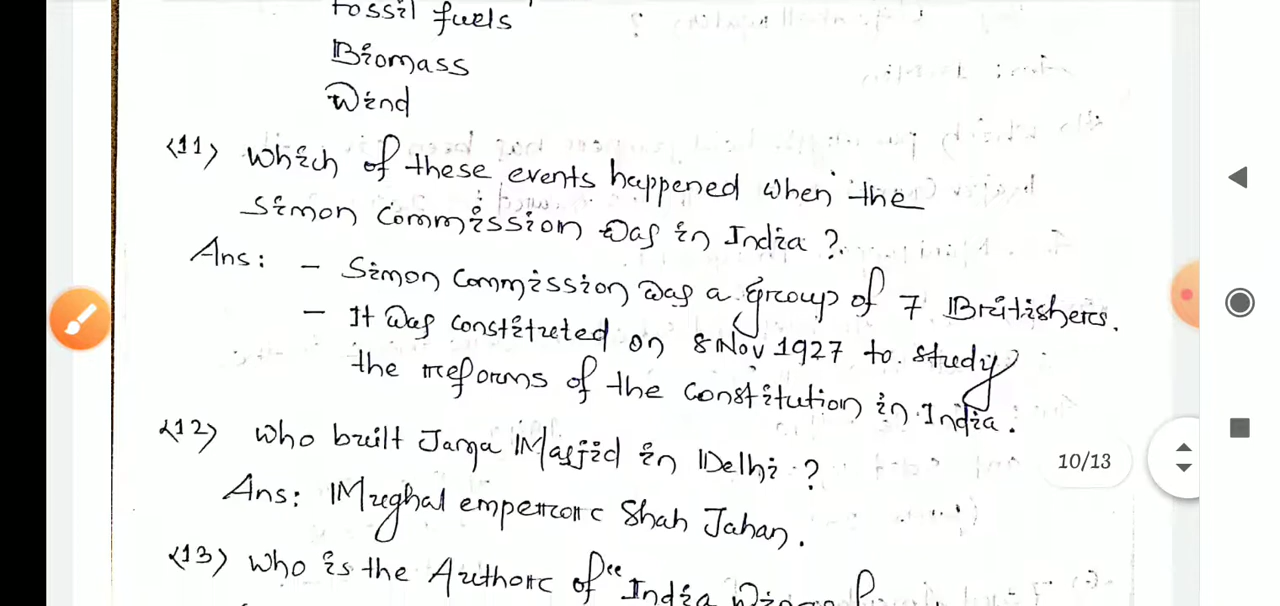 fossil fuels
Biomass
Wind
<11> Which of these events happened when the
Simon Commission was in India ?
Ans: - Simon Commission was a group of 7 Britishers.
- It was constituted on 8 Nov 1927 to study
the reforms of the constitution in India.
<12> Who built Jama Masjid in Delhi ?
Ans: Mughal emperor Shah Jahan.
10/13
<13> Who is the Author of "India